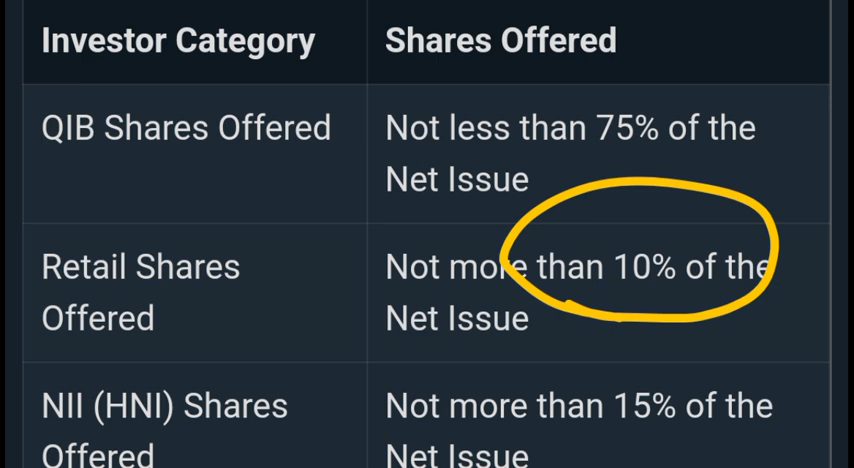 Investor Category Shares Offered
QIB Shares Offered Not less than 75% of the
Net Issue
Retail Shares Not more than 10% of the
Offered Net Issue
NII (HNI) Shares Not more than 15% of the
Offered Net Issue